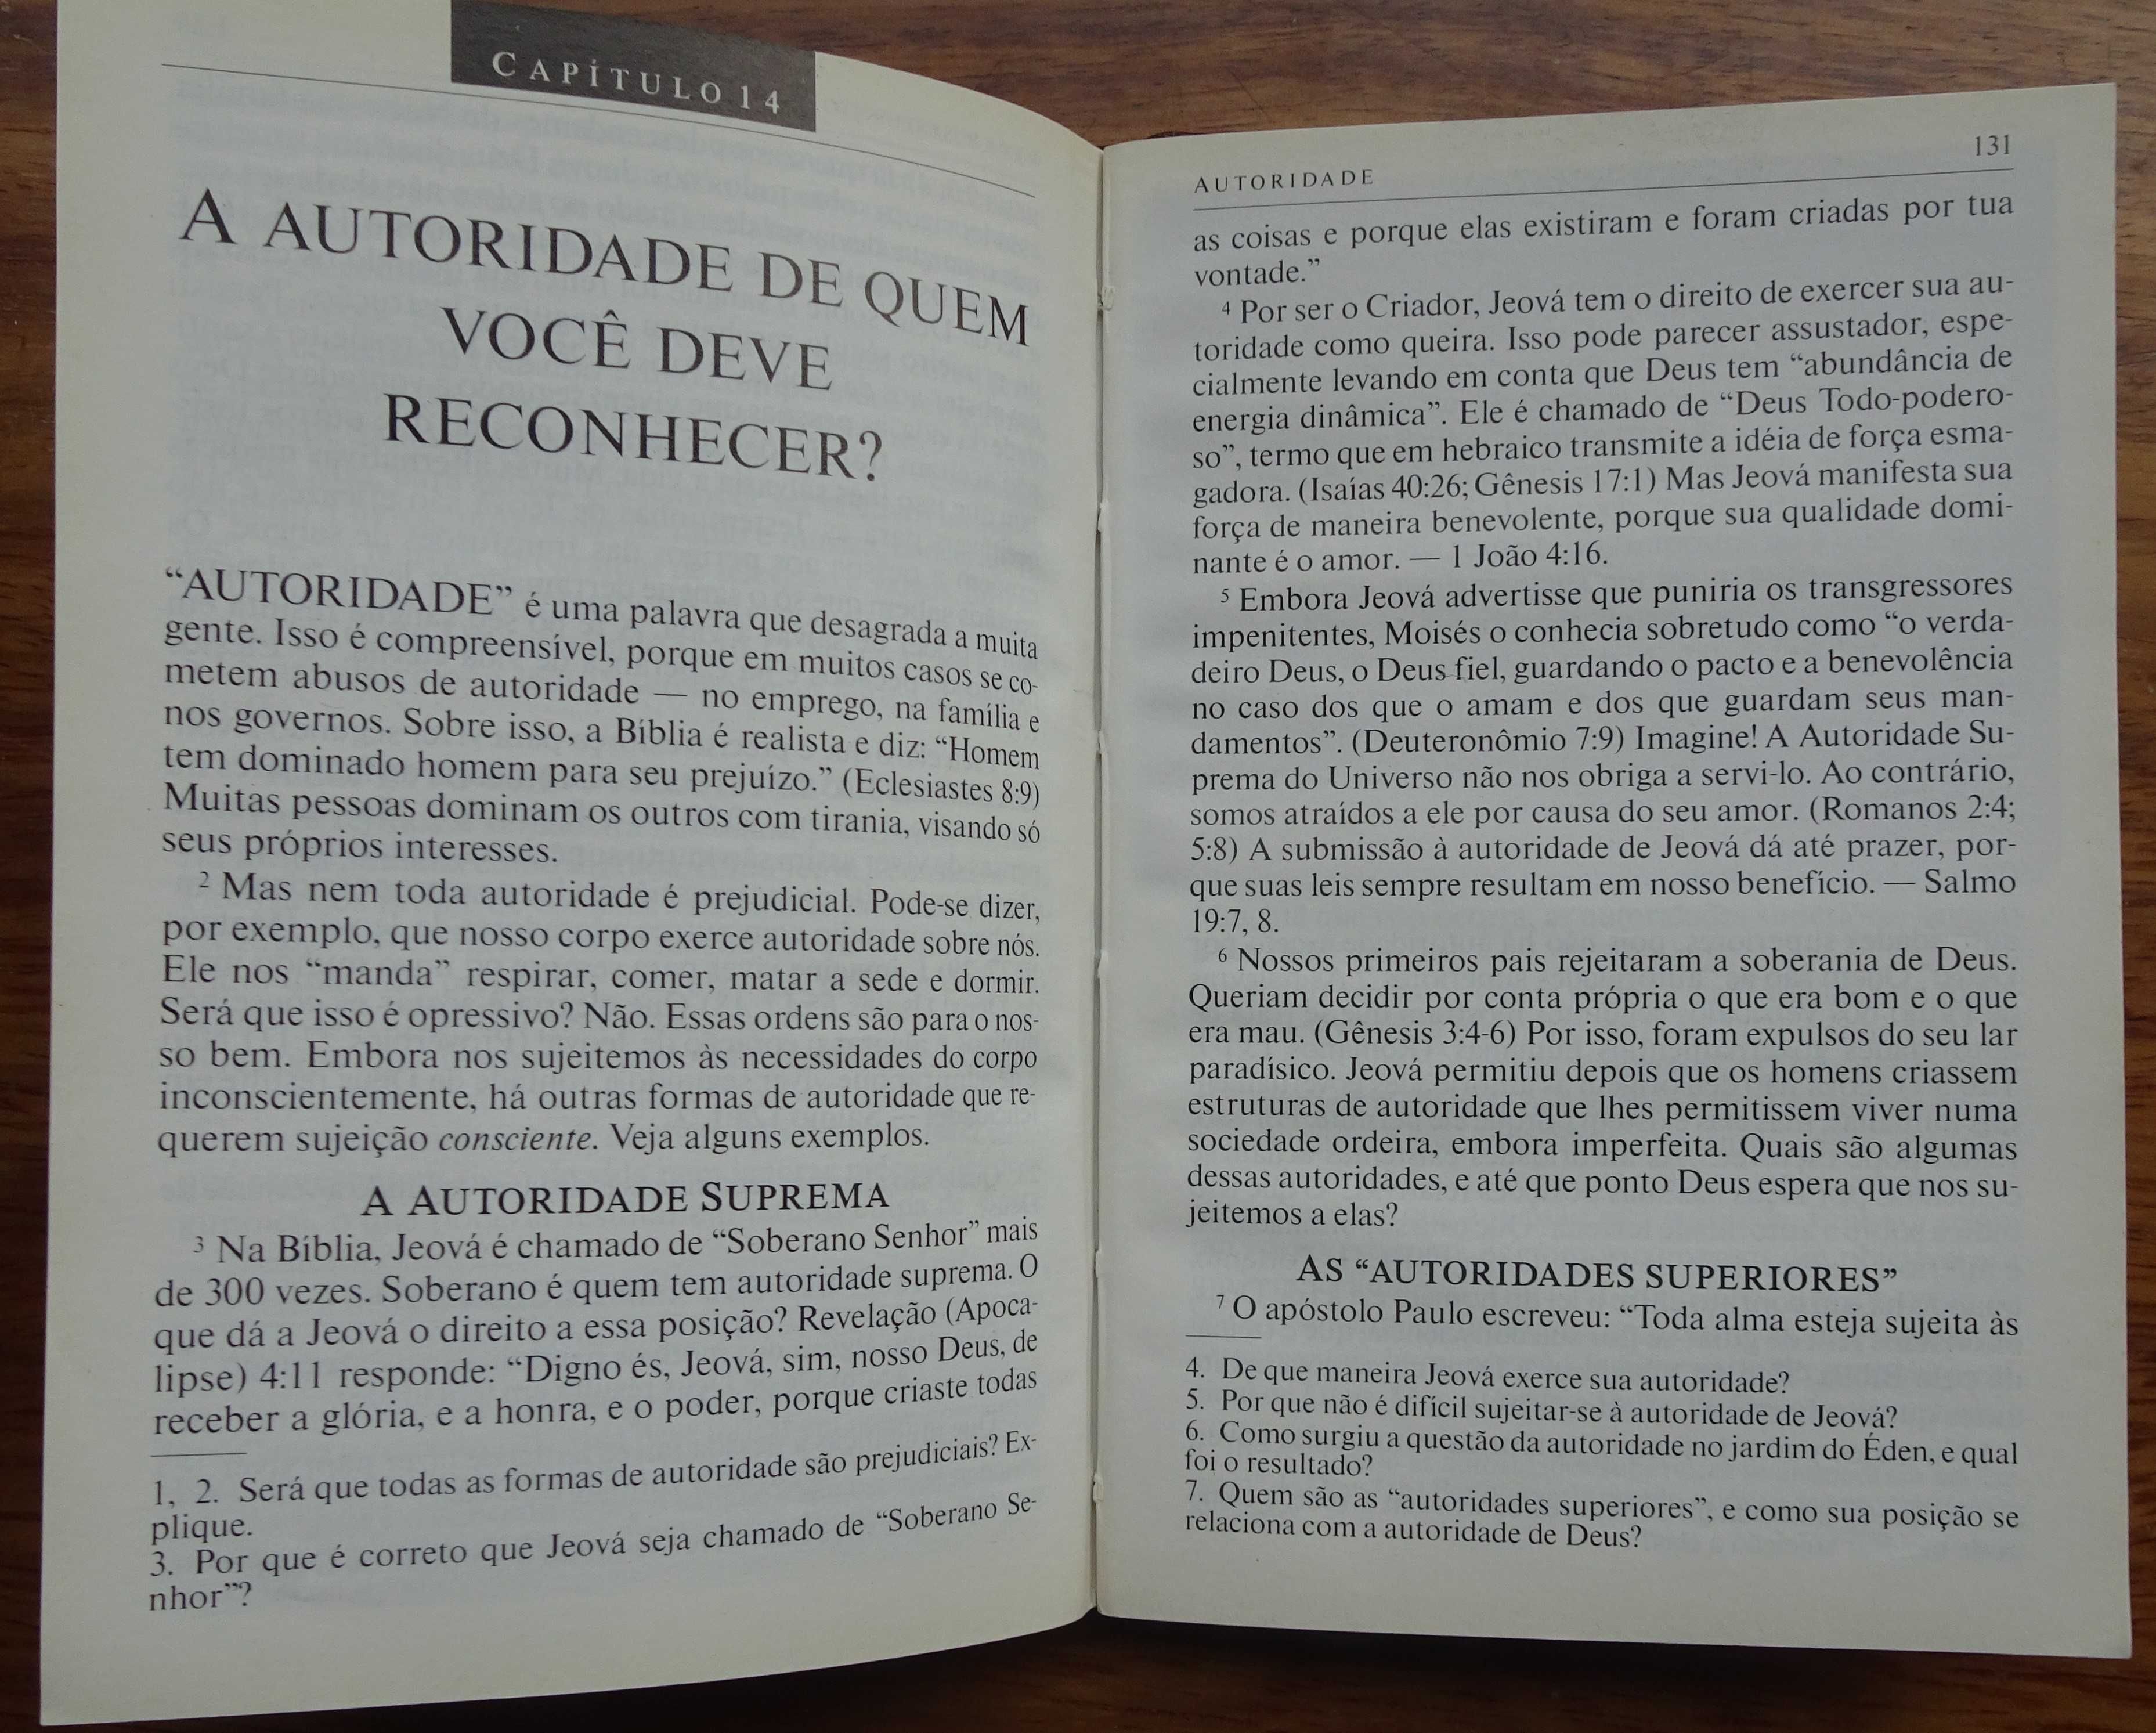 CAPÍTULO 14
A AUTORIDADE DE QUEM
VOCÊ DEVE
RECONHECER?
“AUTORIDADE” é uma palavra que desagrada a muita
gente. Isso é compreensível, porque em muitos casos se co-
metem abusos de autoridade — no emprego, na família e
nos governos. Sobre isso, a Bíblia é realista e diz: “Homem
tem dominado homem para seu prejuízo.” (Eclesiastes 8:9)
Muitas pessoas dominam os outros com tirania, visando só
seus próprios interesses.
2 Mas nem toda autoridade é prejudicial. Pode-se dizer,
por exemplo, que nosso corpo exerce autoridade sobre nós.
Ele nos “manda” respirar, comer, matar a sede e dormir.
Será que isso é opressivo? Não. Essas ordens são para o nos-
so bem. Embora nos sujeitemos às necessidades do corpo
inconscientemente, há outras formas de autoridade que re-
querem sujeição consciente. Veja alguns exemplos.
A AUTORIDADE SUPREMA
3 Na Bíblia, Jeová é chamado de “Soberano Senhor” mais
de 300 vezes. Soberano é quem tem autoridade suprema. O
que dá a Jeová o direito a essa posição? Revelação (Apoca-
lipse) 4:11 responde: “Digno és, Jeová, sim, nosso Deus, de
receber a glória, e a honra, e o poder, porque criaste todas
1, 2. Será que todas as formas de autoridade são prejudiciais? Ex-
plique.
3. Por que é correto que Jeová seja chamado de “Soberano Se-
nhor”?
AUTORIDADE 131
as coisas e porque elas existiram e foram criadas por tua
vontade.”
4 Por ser o Criador, Jeová tem o direito de exercer sua au-
toridade como queira. Isso pode parecer assustador, espe-
cialmente levando em conta que Deus tem “abundância de
energia dinâmica”. Ele é chamado de “Deus Todo-podero-
so”, termo que em hebraico transmite a idéia de força esma-
gadora. (Isaías 40:26; Gênesis 17:1) Mas Jeová manifesta sua
força de maneira benevolente, porque sua qualidade domi-
nante é o amor. — 1 João 4:16.
5 Embora Jeová advertisse que puniria os transgressores
impenitentes, Moisés o conhecia sobretudo como “o verda-
deiro Deus, o Deus fiel, guardando o pacto e a benevolência
no caso dos que o amam e dos que guardam seus man-
damentos”. (Deuteronômio 7:9) Imagine! A Autoridade Su-
prema do Universo não nos obriga a servi-lo. Ao contrário,
somos atraídos a ele por causa do seu amor. (Romanos 2:4;
5:8) A submissão à autoridade de Jeová dá até prazer, por-
que suas leis sempre resultam em nosso benefício. — Salmo
19:7, 8.
6 Nossos primeiros pais rejeitaram a soberania de Deus.
Queriam decidir por conta própria o que era bom e o que
era mau. (Gênesis 3:4-6) Por isso, foram expulsos do seu lar
paradísico. Jeová permitiu depois que os homens criassem
estruturas de autoridade que lhes permitissem viver numa
sociedade ordeira, embora imperfeita. Quais são algumas
dessas autoridades, e até que ponto Deus espera que nos su-
jeitemos a elas?
AS “AUTORIDADES SUPERIORES”
7 O apóstolo Paulo escreveu: “Toda alma esteja sujeita às
4. De que maneira Jeová exerce sua autoridade?
5. Por que não é difícil sujeitar-se à autoridade de Jeová?
6. Como surgiu a questão da autoridade no jardim do Éden, e qual
foi o resultado?
7. Quem são as “autoridades superiores”, e como sua posição se
relaciona com a autoridade de Deus?